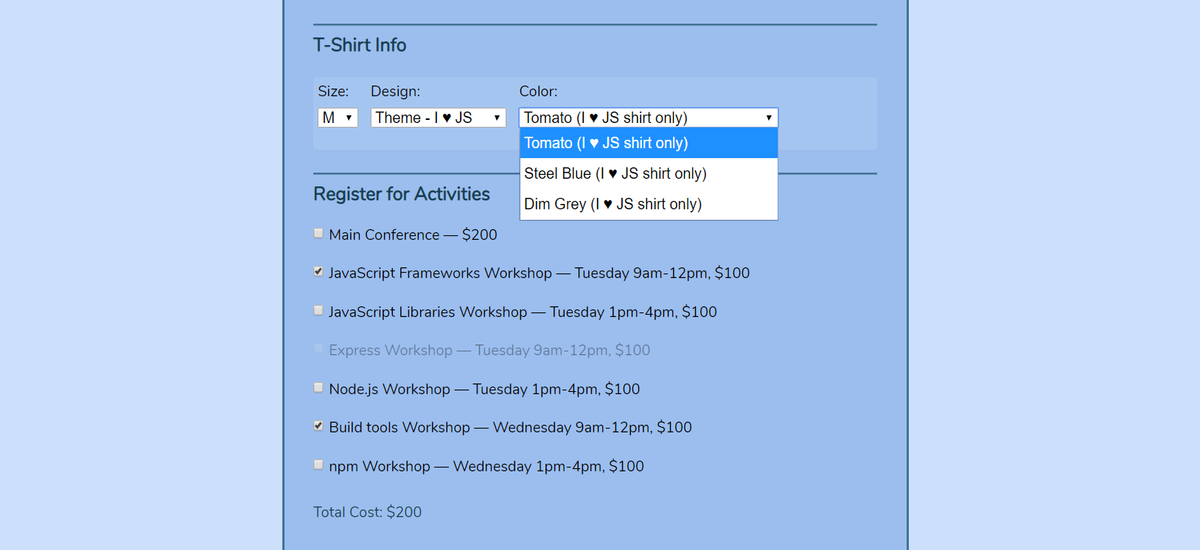 T-Shirt Info
Size: Design: Color:
M Theme - I ♥ JS Tomato (I ♥ JS shirt only)
Tomato (I ♥ JS shirt only)
Steel Blue (I ♥ JS shirt only)
Dim Grey (I ♥ JS shirt only)
Register for Activities
Main Conference — $200
JavaScript Frameworks Workshop — Tuesday 9am-12pm, $100
JavaScript Libraries Workshop — Tuesday 1pm-4pm, $100
Express Workshop — Tuesday 9am-12pm, $100
Node.js Workshop — Tuesday 1pm-4pm, $100
Build tools Workshop — Wednesday 9am-12pm, $100
npm Workshop — Wednesday 1pm-4pm, $100
Total Cost: $200